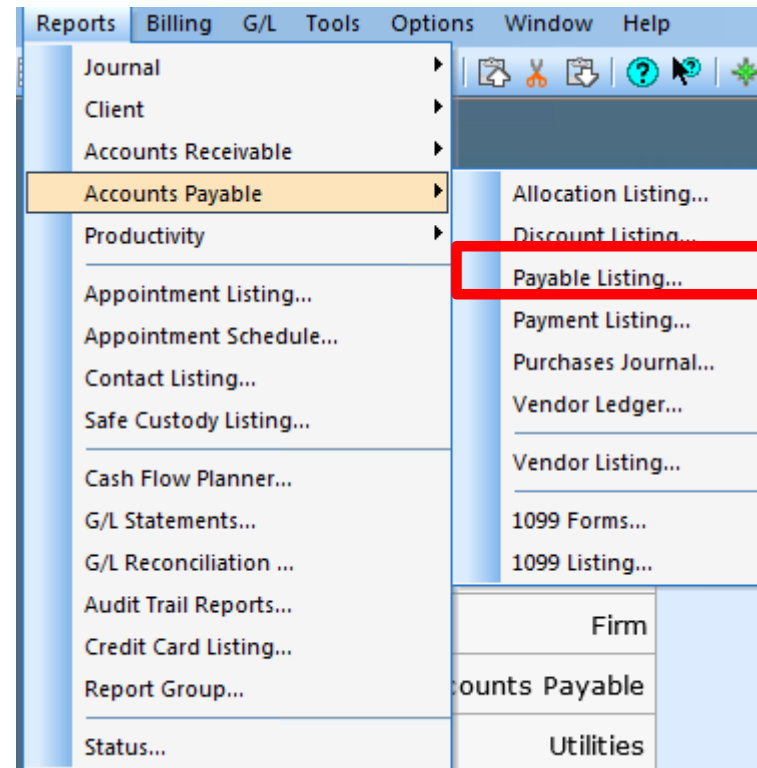 Reports Billing G/L Tools Options Window Help
Journal
Client
Accounts Receivable
Accounts Payable
Productivity
Appointment Listing...
Appointment Schedule...
Contact Listing...
Safe Custody Listing...
Cash Flow Planner...
G/L Statements...
G/L Reconciliation ...
Audit Trail Reports...
Credit Card Listing...
Report Group...
Status...
Allocation Listing...
Discount Listing...
Payable Listing...
Payment Listing...
Purchases Journal...
Vendor Ledger...
Vendor Listing...
1099 Forms...
1099 Listing...
Firm
counts Payable
Utilities